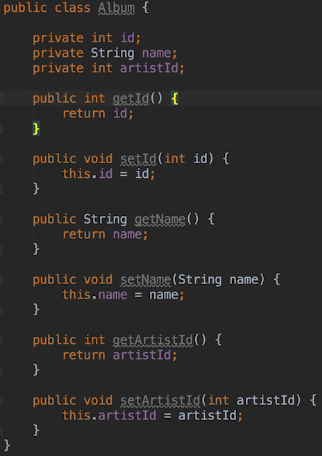 public class Album {
private int id;
private String name;
private int artistId;
public int getId() {
return id;
}
public void setId(int id) {
this.id = id;
}
public String getName() {
return name;
}
public void setName(String name) {
this.name = name;
}
public int getArtistId() {
return artistId;
}
public void setArtistId(int artistId) {
this.artistId = artistId;
}
}